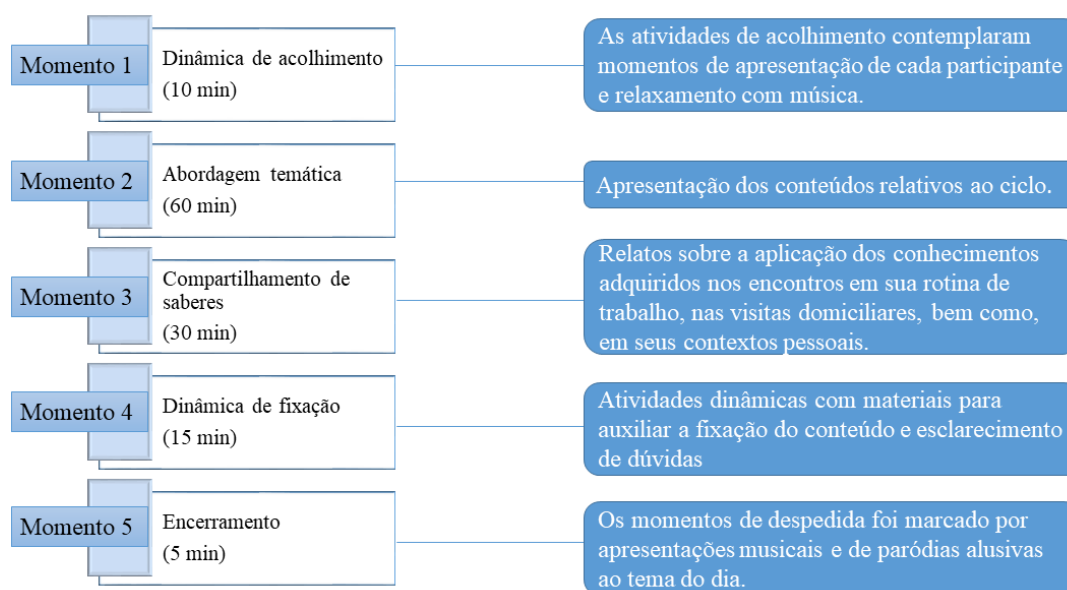 Momento 1
Dinâmica de acolhimento
(10 min)
As atividades de acolhimento contemplaram
momentos de apresentação de cada participante
e relaxamento com música.
Momento 2
Abordagem temática
(60 min)
Apresentação dos conteúdos relativos ao ciclo.
Momento 3
Compartilhamento de
saberes
(30 min)
Relatos sobre a aplicação dos conhecimentos
adquiridos nos encontros em sua rotina de
trabalho, nas visitas domiciliares, bem como,
em seus contextos pessoais.
Momento 4
Dinâmica de fixação
(15 min)
Atividades dinâmicas com materiais para
auxiliar a fixação do conteúdo e esclarecimento
de dúvidas
Momento 5
Encerramento
(5 min)
Os momentos de despedida foi marcado por
apresentações musicais e de paródias alusivas
ao tema do dia.